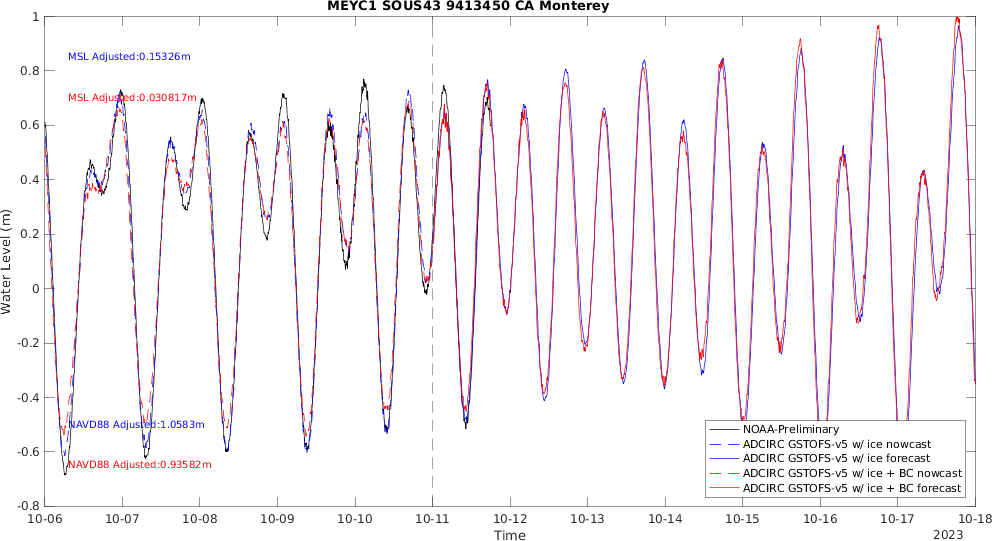 MEYC1 SOUS43 9413450 CA Monterey
1
0.8
0.6
0.4
0.2
0
-0.2
-0.4
-0.6
-0.8
Water Level (m)
MSL Adjusted:0.15326m
MSL Adjusted:0.030817m
NAVD88 Adjusted:1.0583m
NAVD88 Adjusted:0.93582m
NOAA-Preliminary
ADCIRC GSTOFS-v5 w/ ice nowcast
ADCIRC GSTOFS-v5 w/ ice forecast
ADCIRC GSTOFS-v5 w/ ice + BC nowcast
ADCIRC GSTOFS-v5 w/ ice + BC forecast
10-06 10-07 10-08 10-09 10-10 10-11 10-12 10-13 10-14 10-15 10-16 10-17 10-18
Time
2023